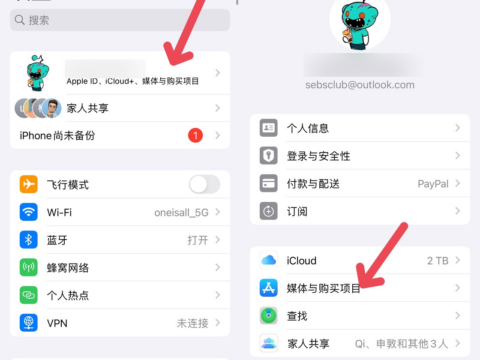 搜索
Apple ID、iCloud+、媒体与购买项目
家人共享
iPhone尚未备份
1
飞行模式
Wi-Fi
oneisall_5G
蓝牙
打开
蜂窝网络
个人热点
VPN
未连接
sebsclub@outlook.com
个人信息
登录与安全性
付款与配送
PayPal
订阅
iCloud
2 TB
媒体与购买项目
查找
家人共享
Qi、申敦和其他3人